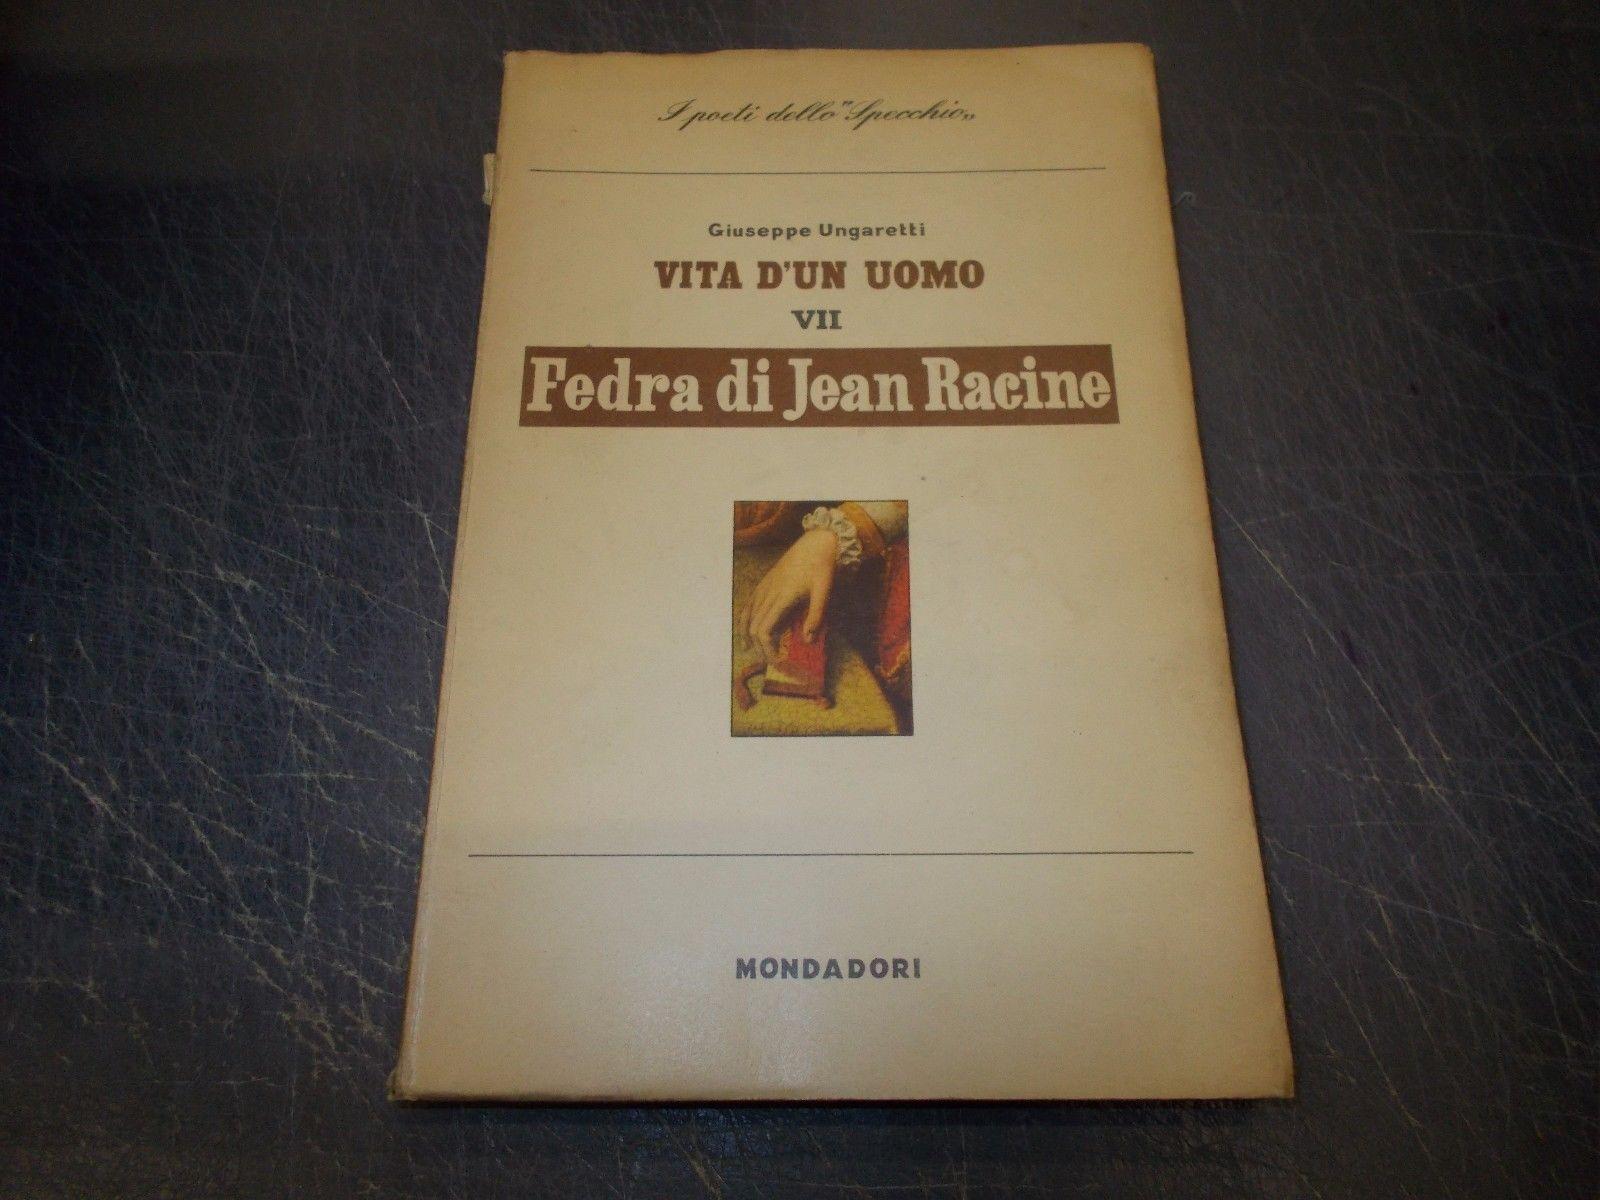 I poeti dello "Specchio„
Giuseppe Ungaretti
VITA D'UN UOMO
VII
Fedra di Jean Racine
MONDADORI